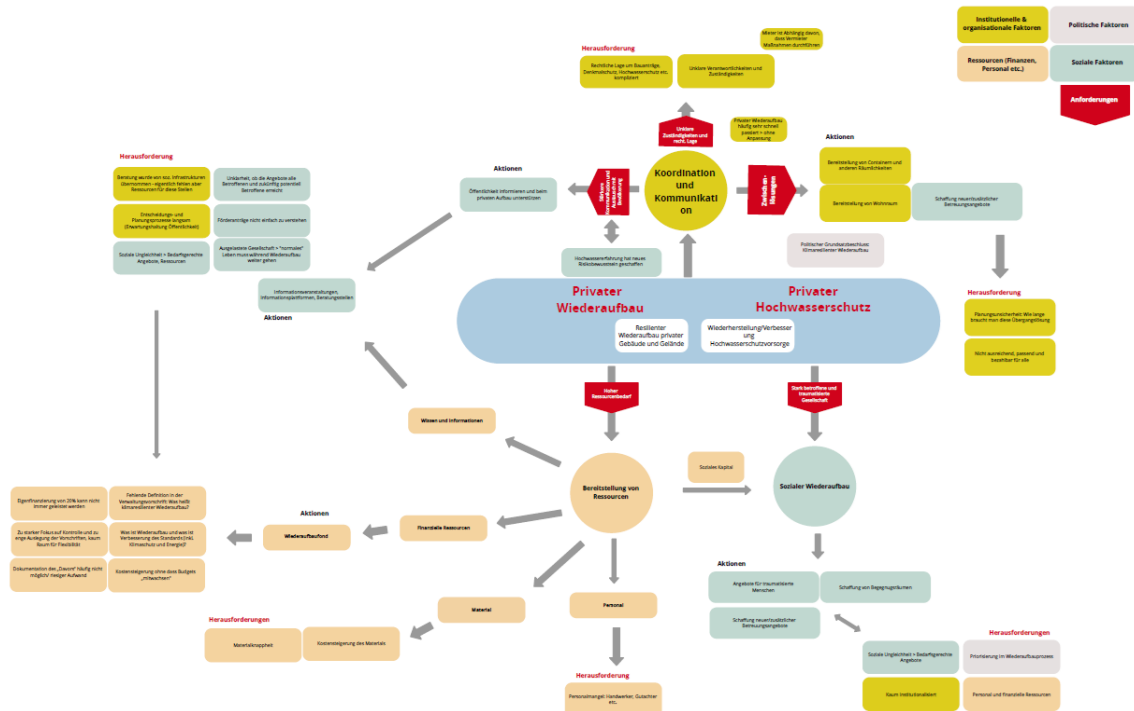 Institutionelle &
organisationale Faktoren
Politische Faktoren
Ressourcen (Finanzen,
Personal etc.)
Soziale Faktoren
Anforderungen
Mieter ist Abhängig davon,
dass Vermieter
Maßnahmen durchführen
Herausforderung
Rechtliche Lage um Bauanträge,
Denkmalschutz, Hochwasserschutz etc.
kompliziert
Unklare Verantwortlichkeiten und
Zuständigkeiten
Unklare
Zuständigkeiten und
recht. Lage
Privater Wiederaufbau
häufig sehr schnell
passiert = ohne
Anpassung
Koordination
und
Kommunikati
on
Zwischen-
lösungen
Aktionen
Bereitstellung von Containern und
anderen Räumlichkeiten
Bereitstellung von Wohnraum
Schaffung neuer/zusätzlicher
Betreuungsangebote
Herausforderung
Planungsunsicherheit: Wie lange
braucht man diese Übergangslösung
Nicht ausreichend, passend und
bezahlbar für alle
Politischer Grundsatzbeschluss:
Klimaresilienter Wiederaufbau
Stärkere
Kommunikation und
Austausch mit
Bevölkerung
Aktionen
Öffentlichkeit informieren und beim
privaten Aufbau unterstützen
Hochwassererfahrung hat neues
Risikobewusstsein geschaffen
Herausforderung
Beratung wurde von soz. Infrastrukturen
übernommen - eigentlich fehlen aber
Ressourcen für diese Stellen
Unklarheit, ob die Angebote alle
Betroffenen und zukünftig potentiell
Betroffene erreicht
Entscheidungs- und
Planungsprozesse langsam
(Erwartungshaltung Öffentlichkeit)
Förderanträge nicht einfach zu verstehen
Soziale Ungleichheit > Bedarfsgerechte
Angebote, Ressourcen
Ausgelastete Gesellschaft > "normales"
Leben muss während Wiederaufbau
weiter gehen
Informationsveranstaltungen,
Informationsplattformen, Beratungsstellen
Aktionen
Privater
Wiederaufbau
Privater
Hochwasserschutz
Resilienter
Wiederaufbau privater
Gebäude und Gelände
Wiederherstellung/Verbesser
ung
Hochwasserschutzvorsorge
Hoher
Ressourcenbedarf
Stark betroffene und
traumatisierte
Gesellschaft
Wissen und Informationen
Bereitstellung von
Ressourcen
Soziales Kapital
Sozialer Wiederaufbau
Eigenfinanzierung von 20% kann nicht
immer geleistet werden
Fehlende Definition in der
Verwaltungsvorschrift: Was heißt
klimaresilienter Wiederaufbau?
Zu starker Fokus auf Kontrolle und zu
enge Auslegung der Vorschriften, kaum
Raum für Flexibilität
Was ist Wiederaufbau und was ist
Verbesserung des Standards (inkl.
Klimaschutz und Energie)?
Dokumentation des „Davors" häufig nicht
möglich/ riesiger Aufwand
Kostensteigerung ohne dass Budgets
„mitwachsen"
Aktionen
Wiederaufbaufond
Finanzielle Ressourcen
Material
Personal
Herausforderungen
Materialknappheit
Kostensteigerung des Materials
Herausforderung
Personalmangel: Handwerker, Gutachter
etc.
Aktionen
Angebote für traumatisierte
Menschen
Schaffung von Begegnugsräumen
Schaffung neuer/zusätzlicher
Betreuungsangebote
Herausforderungen
Soziale Ungleichheit > Bedarfsgerechte
Angebote
Priorisierung im Wiederaufbauprozess
Kaum institutionalisiert
Personal und finanzielle Ressourcen